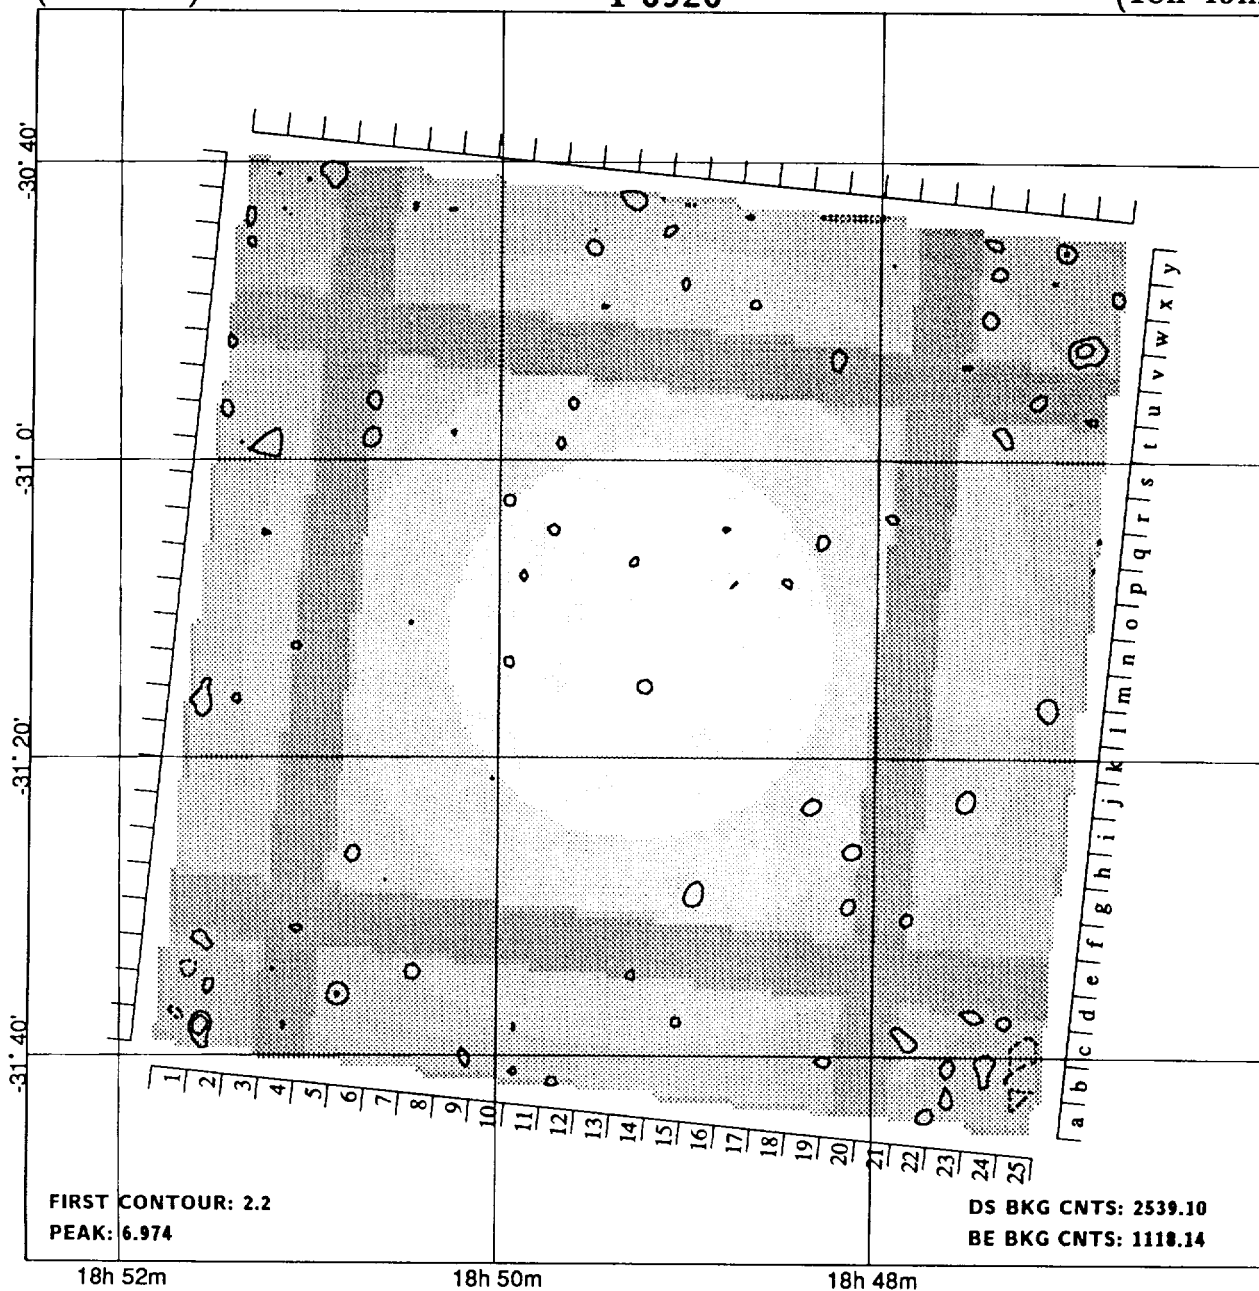 -30° 40'
-31° 0'
-31° 20'
-31° 40'
y
x
w
v
u
t
s
r
q
p
o
n
m
l
k
j
i
h
g
f
e
d
c
b
a
1 2 3 4 5 6 7 8 9 10 11 12 13 14 15 16 17 18 19 20 21 22 23 24 25
FIRST CONTOUR: 2.2
PEAK: 6.974
DS BKG CNTS: 2539.10
BE BKG CNTS: 1118.14
18h 52m 18h 50m 18h 48m